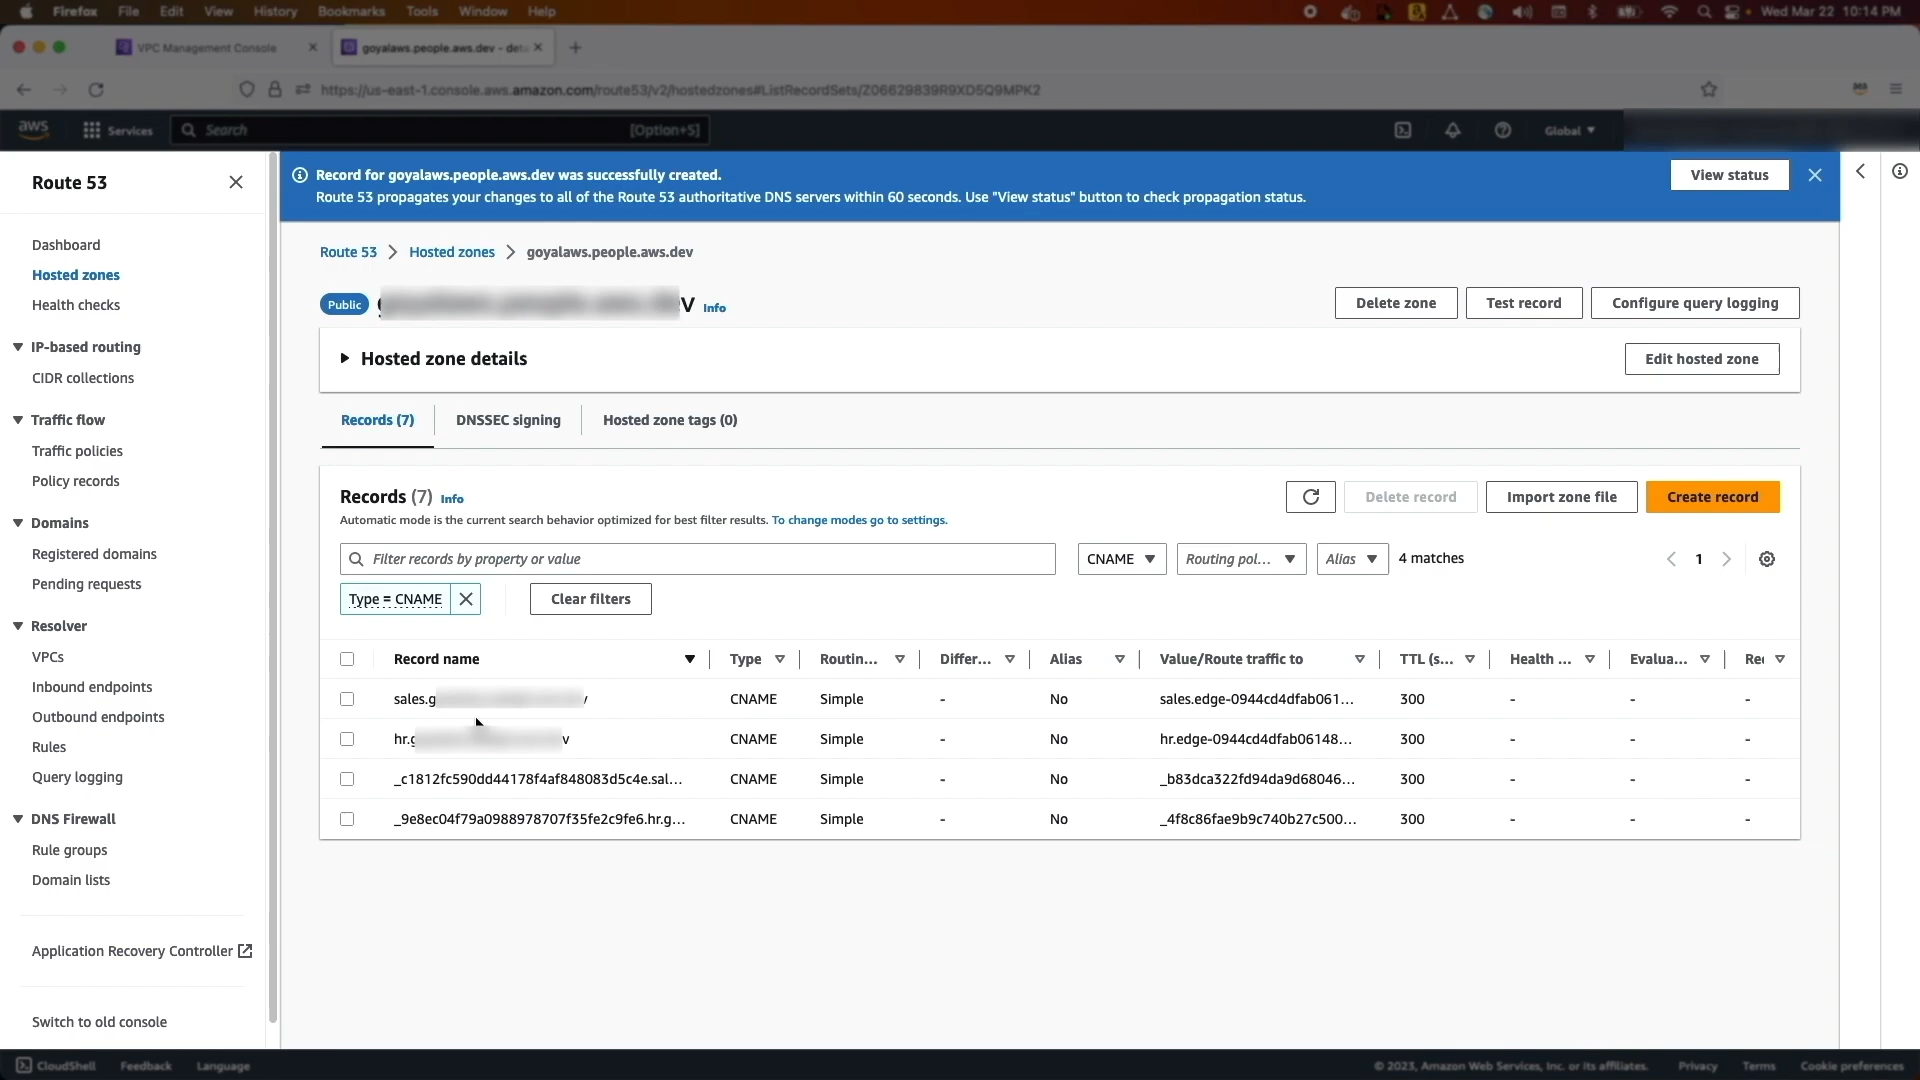 Firefox File Edit View History Bookmarks Tools Window Help Wed Mar 22 10:14 PM
VPC Management Console
goyalaws.people.aws.dev - det
https://us-east-1.console.aws.amazon.com/route53/v2/hostedzones#ListRecordSets/Z06629839R9XD5Q9MPK2
aws Services Search [Option+S] Global
Route 53
Dashboard
Hosted zones
Health checks
IP-based routing
CIDR collections
Traffic flow
Traffic policies
Policy records
Domains
Registered domains
Pending requests
Resolver
VPCs
Inbound endpoints
Outbound endpoints
Rules
Query logging
DNS Firewall
Rule groups
Domain lists
Application Recovery Controller
Switch to old console
Record for goyalaws.people.aws.dev was successfully created.
Route 53 propagates your changes to all of the Route 53 authoritative DNS servers within 60 seconds. Use "View status" button to check propagation status.
View status
Route 53 > Hosted zones > goyalaws.people.aws.dev
Public Info
Delete zone Test record Configure query logging
Hosted zone details
Edit hosted zone
Records (7) DNSSEC signing Hosted zone tags (0)
Records (7) Info
Automatic mode is the current search behavior optimized for best filter results. To change modes go to settings.
Delete record Import zone file Create record
Filter records by property or value CNAME Routing pol... Alias 4 matches 1
Type = CNAME Clear filters
Record name Type Routin... Differ... Alias Value/Route traffic to TTL (s... Health ... Evalua... Re
sales.g CNAME Simple - No sales.edge-0944cd4dfab061... 300 - - -
hr.g v CNAME Simple - No hr.edge-0944cd4dfab06148... 300 - - -
_c1812fc590dd44178f4af848083d5c4e.sal... CNAME Simple - No _b83dca322fd94da9d68046... 300 - - -
_9e8ec04f79a0988978707f35fe2c9fe6.hr.g... CNAME Simple - No _4f8c86fae9b9c740b27c500... 300 - - -
CloudShell Feedback Language © 2023, Amazon Web Services, Inc. or its affiliates. Privacy Terms Cookie preferences